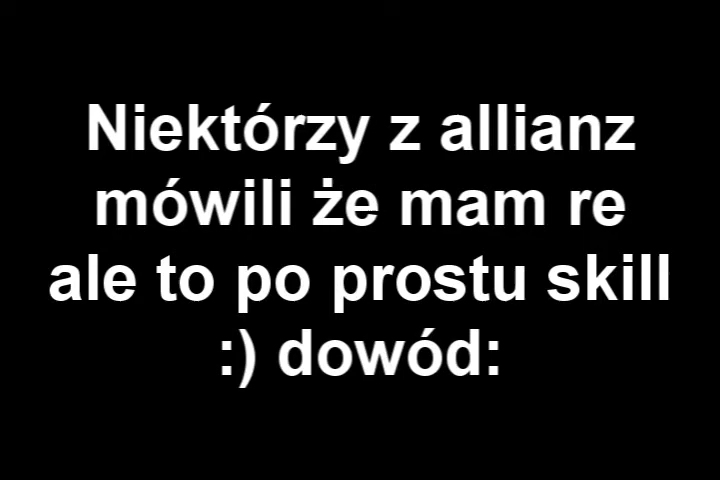 Niektórzy z allianz
mówili że mam re
ale to po prostu skill
:) dowód: